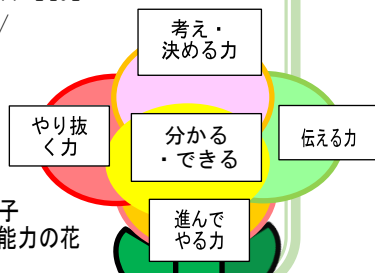 考え・
決める力
やり抜
く力
分かる
・できる
伝える力
進んで
やる力
子
能力の花